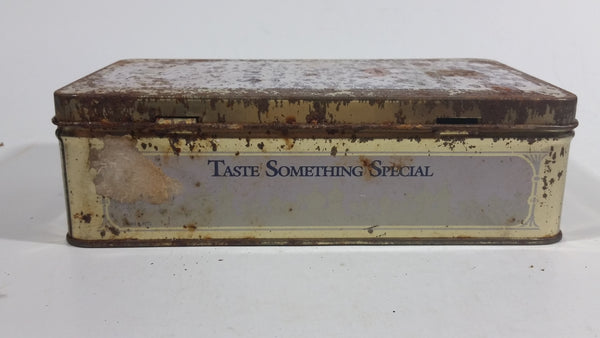 Taste Something Special